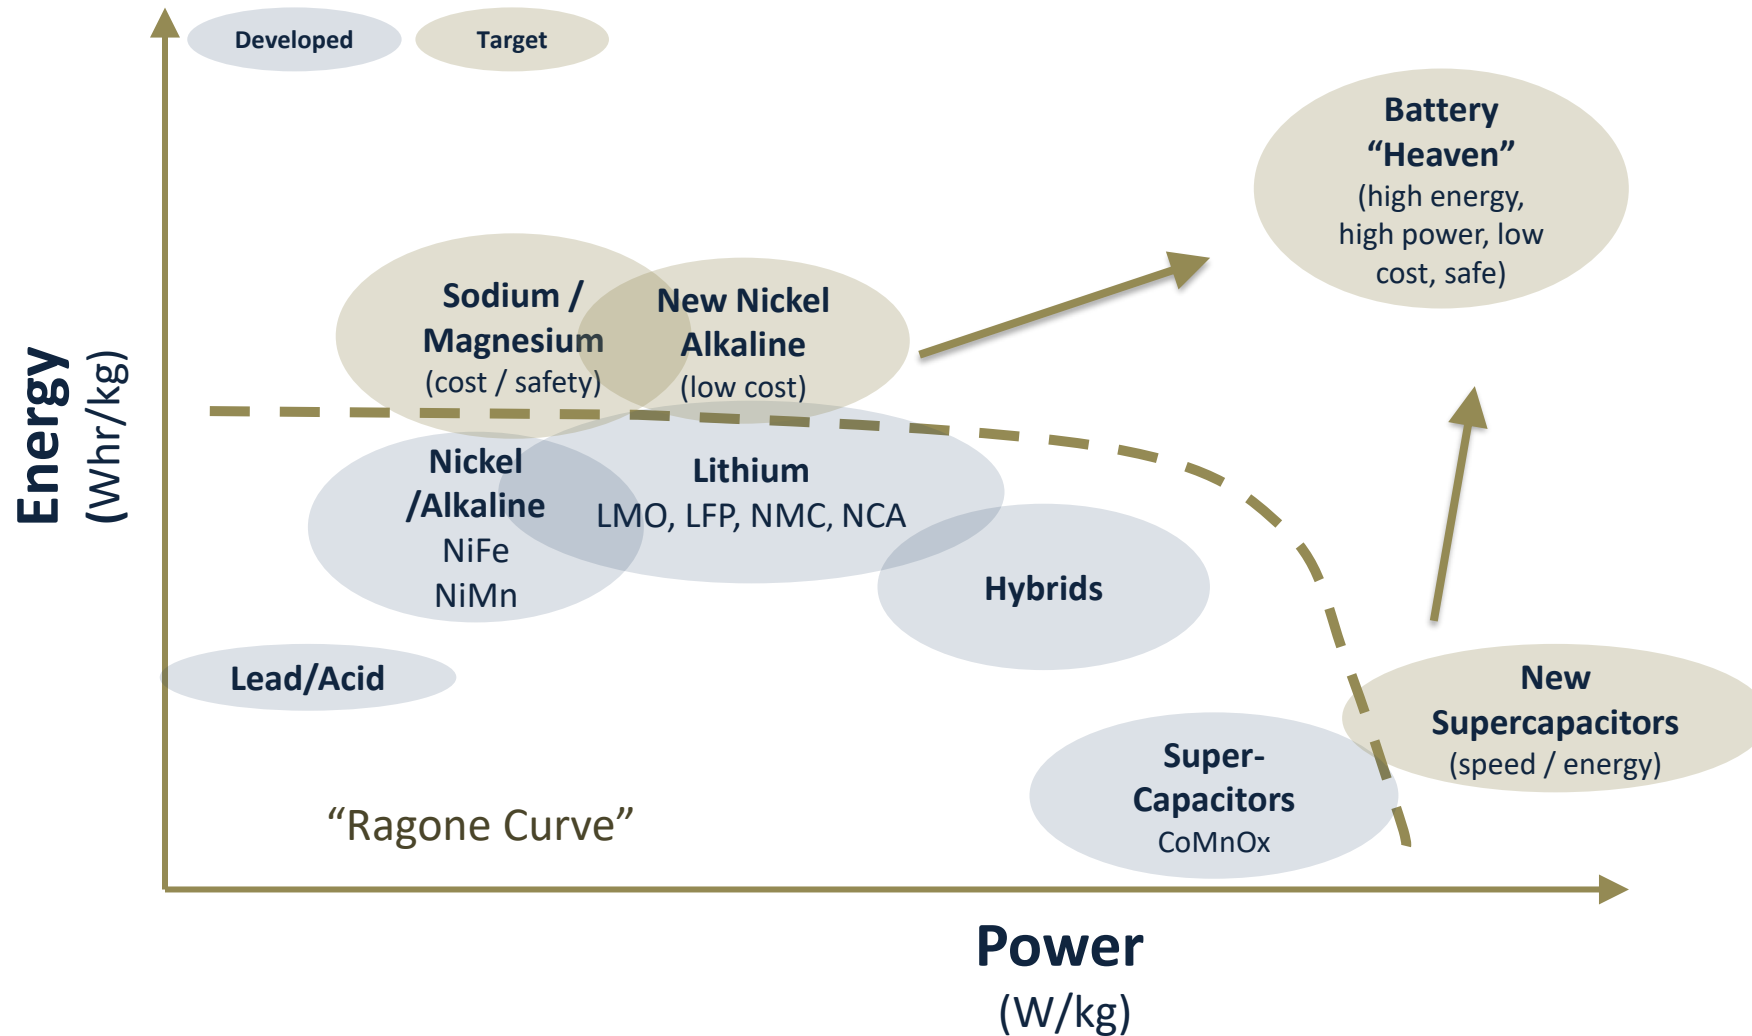 Developed
Target
Battery
“Heaven”
(high energy,
high power, low
cost, safe)
Sodium /
Magnesium
(cost / safety)
New Nickel
Alkaline
(low cost)
Energy
(Whr/kg)
Nickel
/Alkaline
NiFe
NiMn
Lithium
LMO, LFP, NMC, NCA
Hybrids
Lead/Acid
New
Supercapacitors
(speed / energy)
Super-
Capacitors
CoMnOx
“Ragone Curve”
Power
(W/kg)